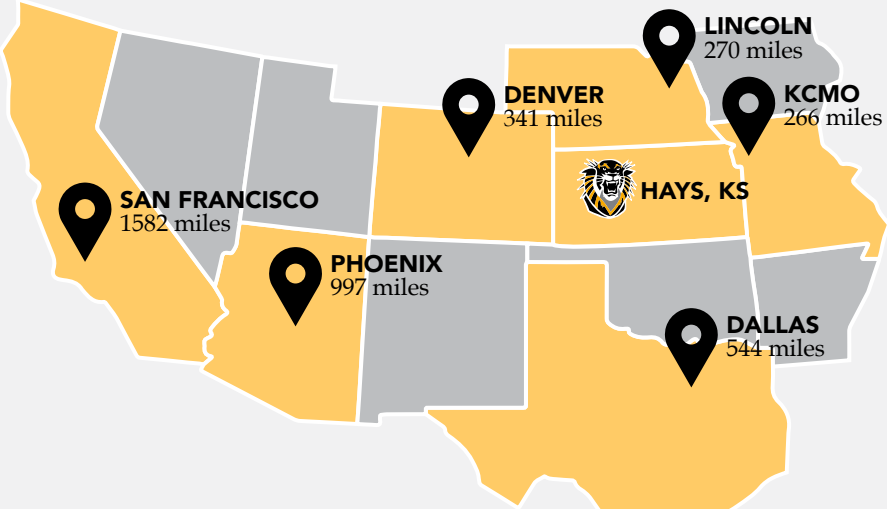 LINCOLN
270 miles
DENVER
341 miles
KCMO
266 miles
SAN FRANCISCO
1582 miles
HAYS, KS
PHOENIX
997 miles
DALLAS
544 miles